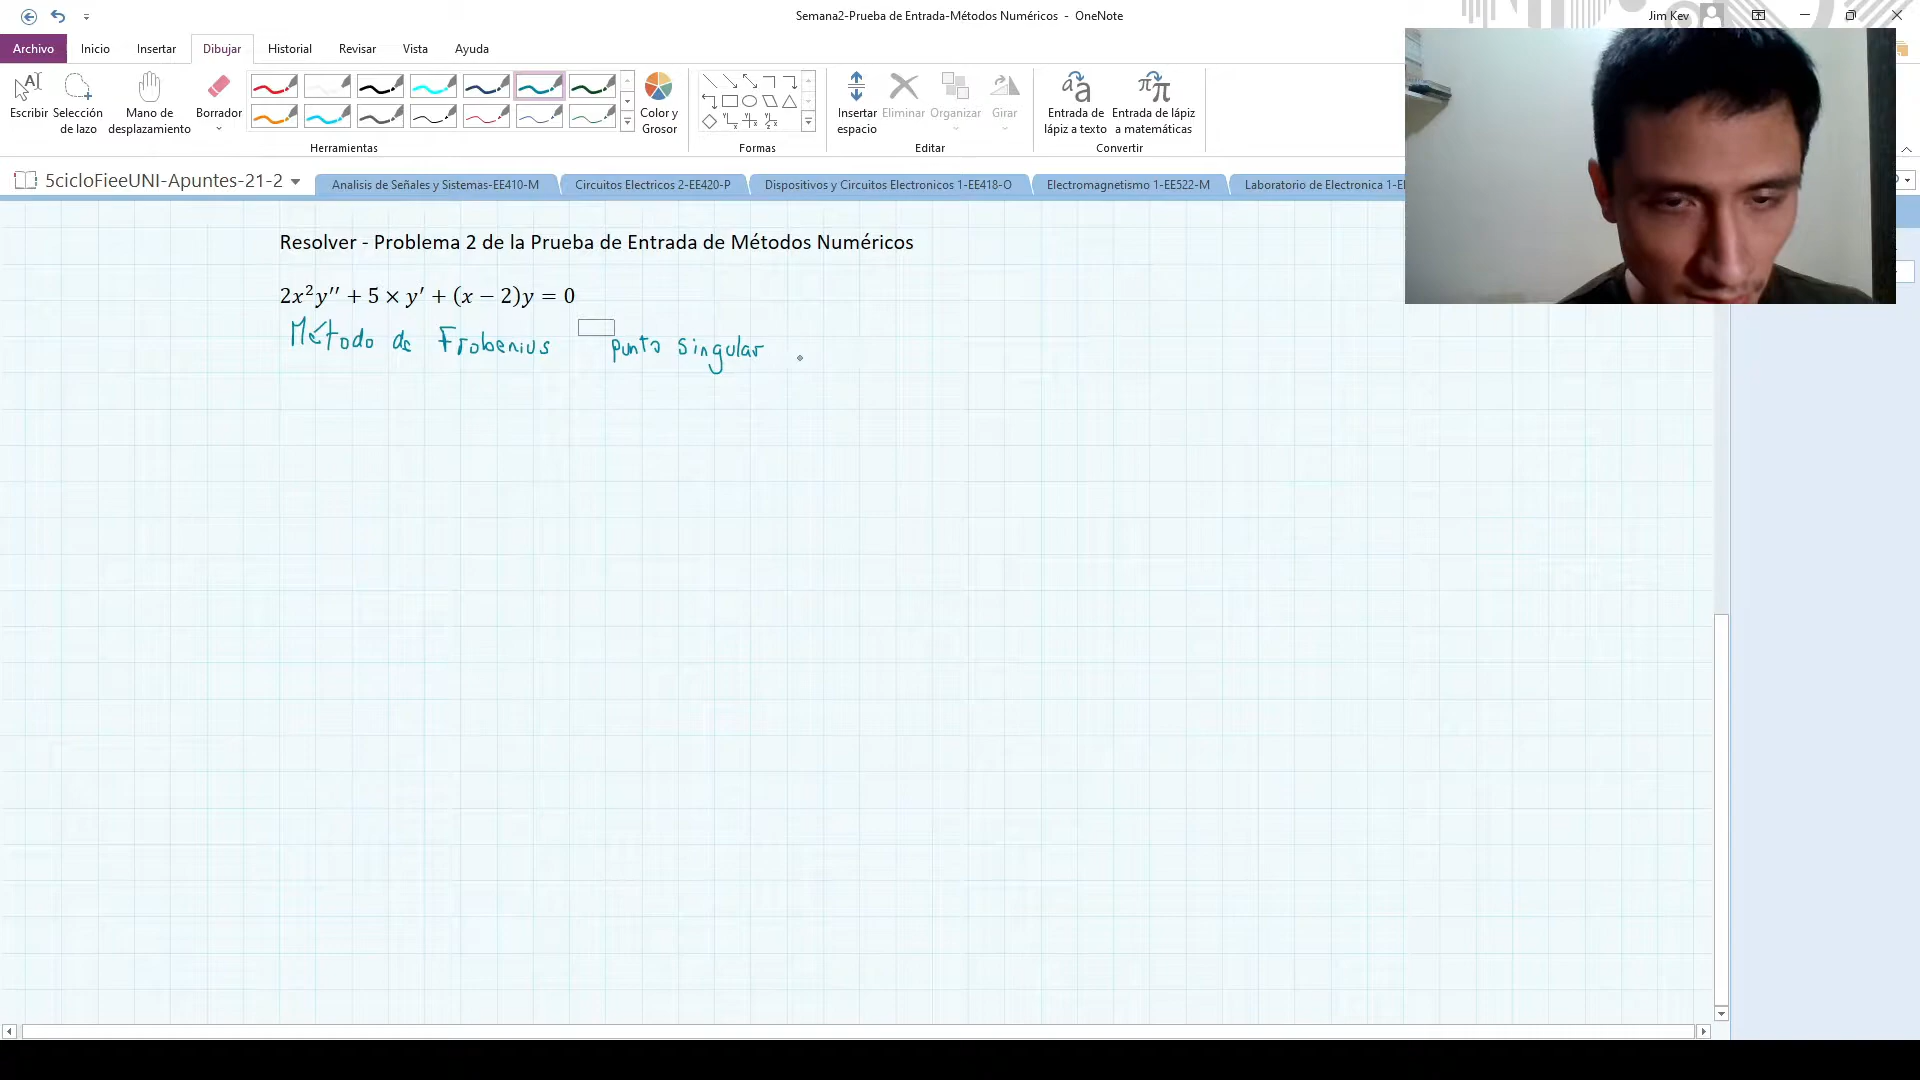 Semana2-Prueba de Entrada-Métodos Numéricos - OneNote
Jim Kev
Archivo Inicio Insertar Dibujar Historial Revisar Vista Ayuda
Escribir
Selección de lazo
Mano de desplazamiento
Borrador
Color y Grosor
Insertar espacio
Eliminar
Organizar
Girar
Entrada de lápiz a texto
Entrada de lápiz a matemáticas
Herramientas Formas Editar Convertir
5cicloFieeUNI-Apuntes-21-2
Analisis de Señales y Sistemas-EE410-M
Circuitos Electricos 2-EE420-P
Dispositivos y Circuitos Electronicos 1-EE418-O
Electromagnetismo 1-EE522-M
Laboratorio de Electronica 1-EE
Resolver - Problema 2 de la Prueba de Entrada de Métodos Numéricos
2x²y′′ + 5 × y′ + (x − 2)y = 0
Método de Frobenius punto singular